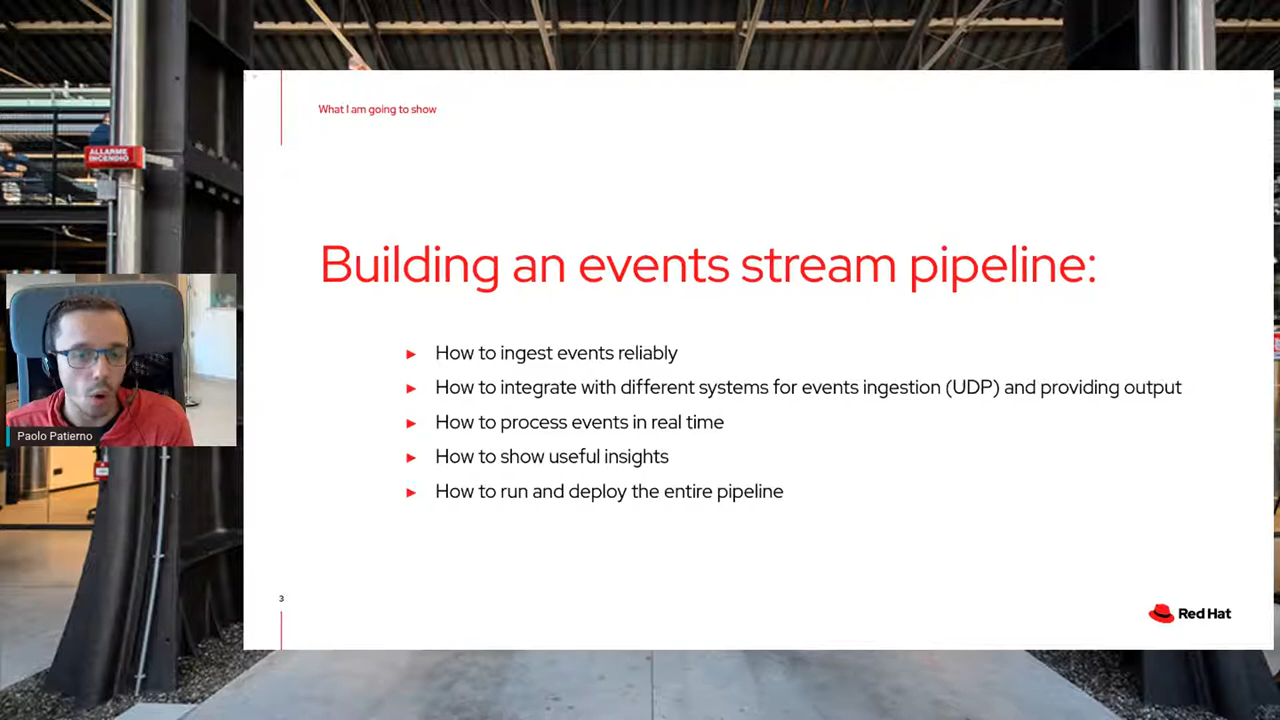 What I am going to show
ALLARME
INCENDIO
Building an events stream pipeline:
How to ingest events reliably
How to integrate with different systems for events ingestion (UDP) and providing output
How to process events in real time
How to show useful insights
How to run and deploy the entire pipeline
Paolo Patierno
3
Red Hat